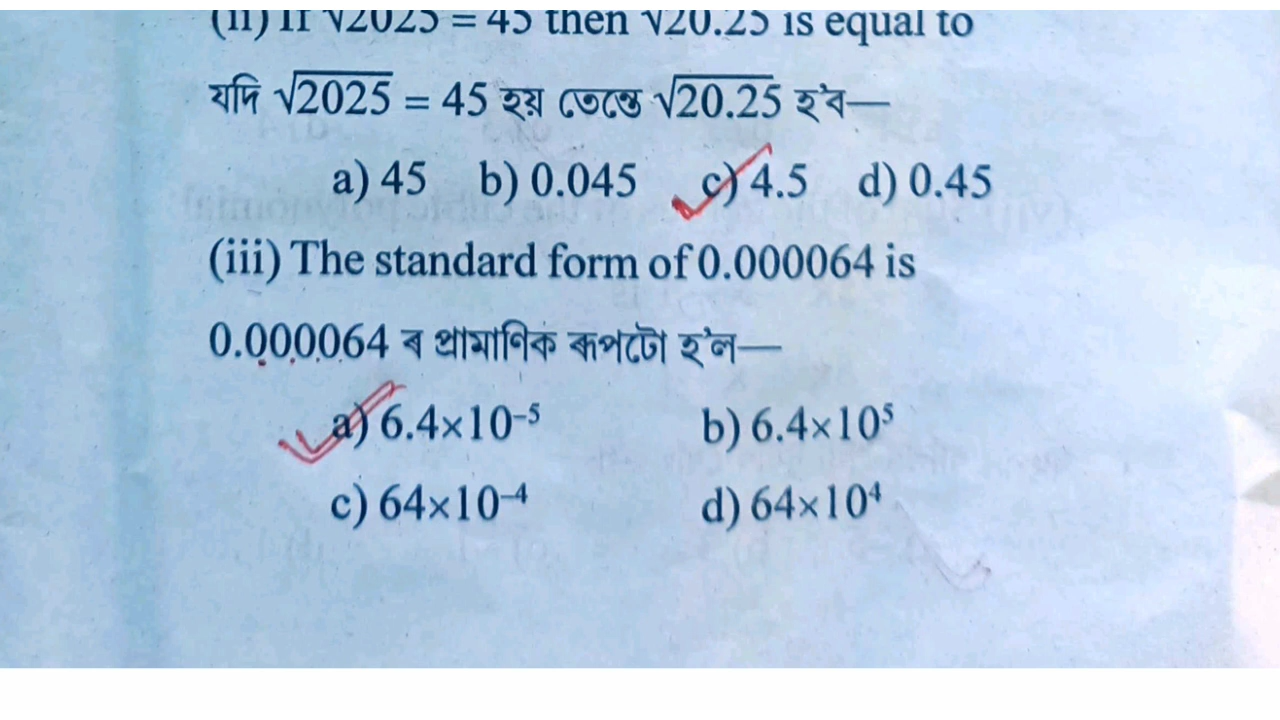 (ii) If √2025 = 45 then √20.25 is equal to
যদি √2025 = 45 হয় তেন্তে √20.25 হ'ব—
a) 45 b) 0.045 c) 4.5 d) 0.45
(iii) The standard form of 0.000064 is
0.000064 ৰ প্ৰামাণিক ৰূপটো হ'ল—
a) 6.4×10⁻⁵ b) 6.4×10⁵
c) 64×10⁻⁴ d) 64×10⁴